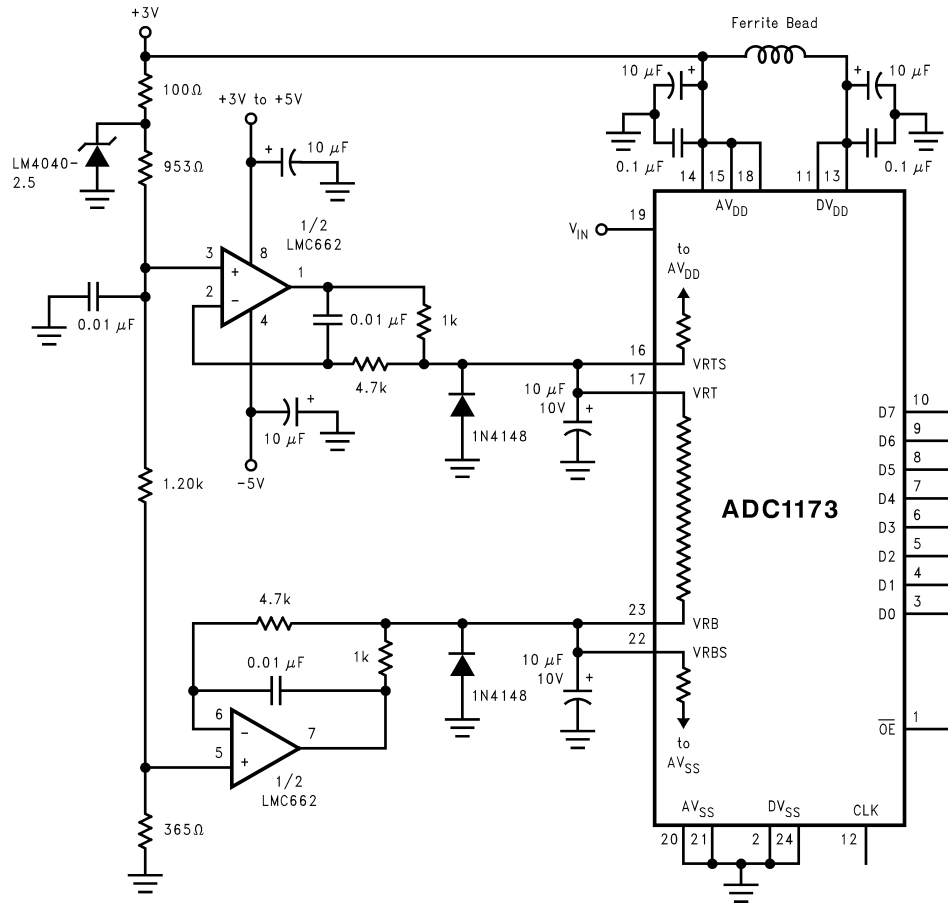 +3V
Ferrite Bead
10 μF +
+ 10 μF
100Ω
+3V to +5V
LM4040-
2.5
953Ω
+ 10 μF
0.1 μF
0.1 μF
14 15 18
11 13
AVDD
DVDD
1/2
LMC662
VIN
19
to
AVDD
3
+
8
1
2
−
4
0.01 μF
0.01 μF
1k
4.7k
16
VRTS
17
VRT
10 μF
10V
+
1N4148
10 μF
+
-5V
1.20k
ADC1173
D7 10
D6 9
D5 8
D4 7
D3 6
D2 5
D1 4
D0 3
4.7k
23
VRB
22
VRBS
1k
0.01 μF
10 μF
10V
+
1N4148
6
−
7
5
+
to
AVSS
OE 1
1/2
LMC662
365Ω
AVSS
DVSS
CLK
20 21
2 24
12